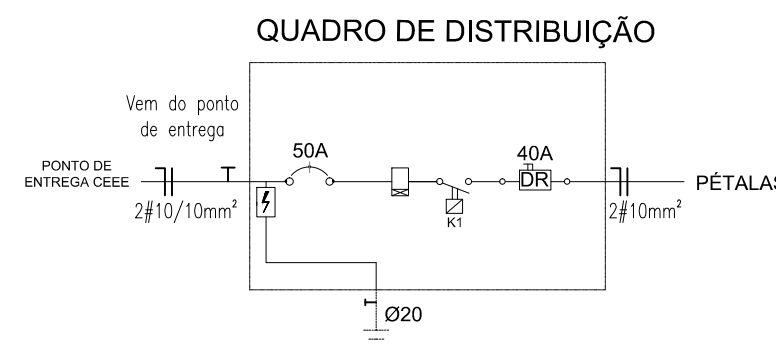 QUADRO DE DISTRIBUIÇÃO
Vem do ponto
de entrega
PONTO DE
ENTREGA CEEE
2#10/10mm²
50A
K1
40A
DR
2#10mm²
PÉTALAS
Ø20